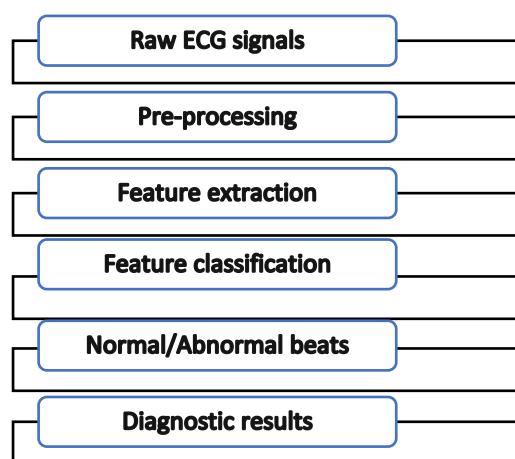 Raw ECG signals
Pre-processing
Feature extraction
Feature classification
Normal/Abnormal beats
Diagnostic results